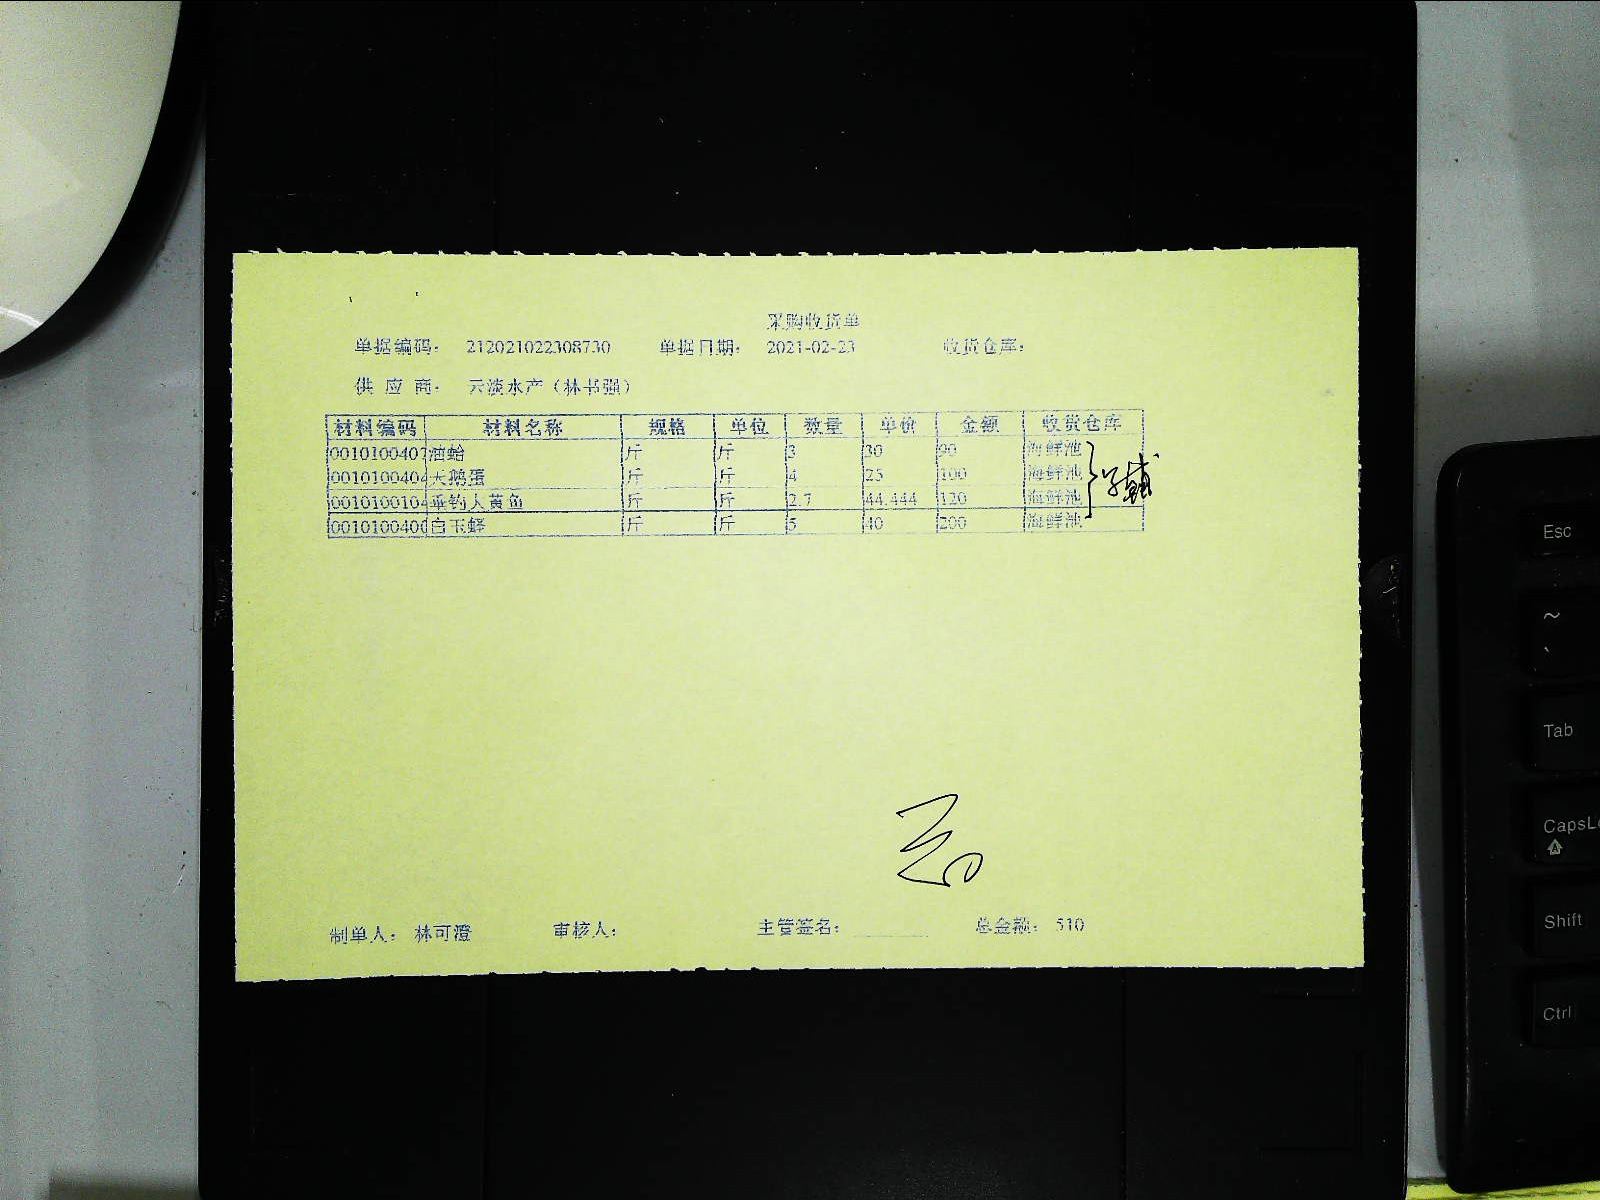 采购收货单
单据编码： 212021022308730 单据日期： 2021-02-23 收货仓库：
供 应 商： 云淡水产（林书强）
材料编码 材料名称 规格 单位 数量 单价 金额 收货仓库
0010100407 油蛤 斤 斤 3 30 90 海鲜池
0010100404 天鹅蛋 斤 斤 4 25 100 海鲜池
0010100104 垂钓人黄鱼 斤 斤 2.7 44.444 120 海鲜池
0010100400 白玉蛏 斤 斤 5 40 200 海鲜池
制单人： 林可澄 审核人： 主管签名： 总金额： 510
Esc
~
Tab
CapsLo
Shift
Ctrl